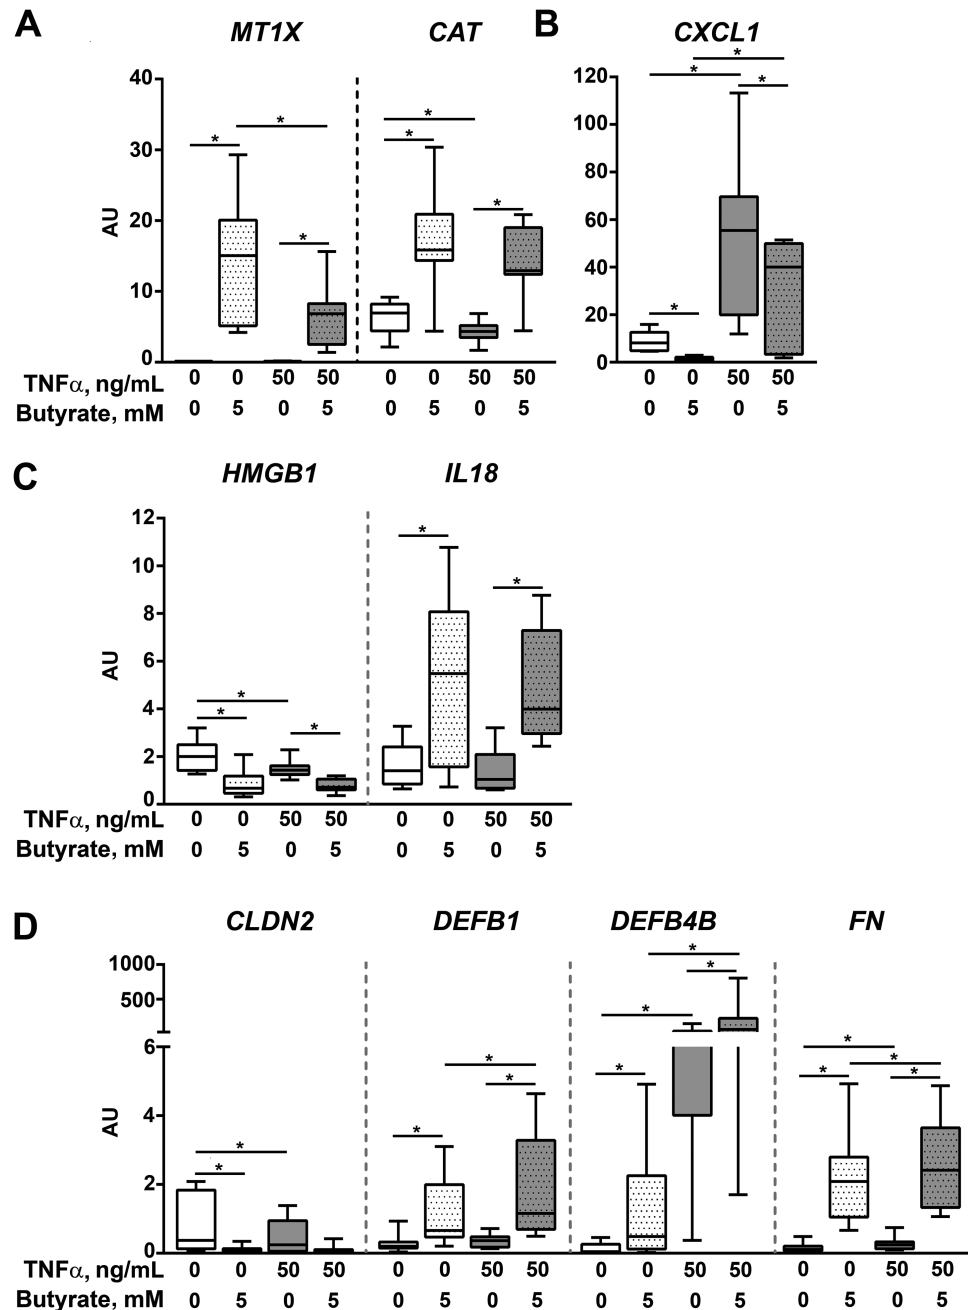 A
MT1X CAT
40
30
20
10
0
AU
* * *
* * *
TNFα, ng/mL 0 0 50 50 0 0 50 50
Butyrate, mM 0 5 0 5 0 5 0 5
B
CXCL1
120
100
80
60
40
20
0
* * * *
0 0 50 50
0 5 0 5
C
HMGB1 IL18
12
10
8
6
4
2
0
AU
* * *
* *
TNFα, ng/mL 0 0 50 50 0 0 50 50
Butyrate, mM 0 5 0 5 0 5 0 5
D
CLDN2 DEFB1 DEFB4B FN
1000
500
6
4
2
0
AU
* *
* * *
* * * *
* * * *
TNFα, ng/mL 0 0 50 50 0 0 50 50 0 0 50 50 0 0 50 50
Butyrate, mM 0 5 0 5 0 5 0 5 0 5 0 5 0 5 0 5